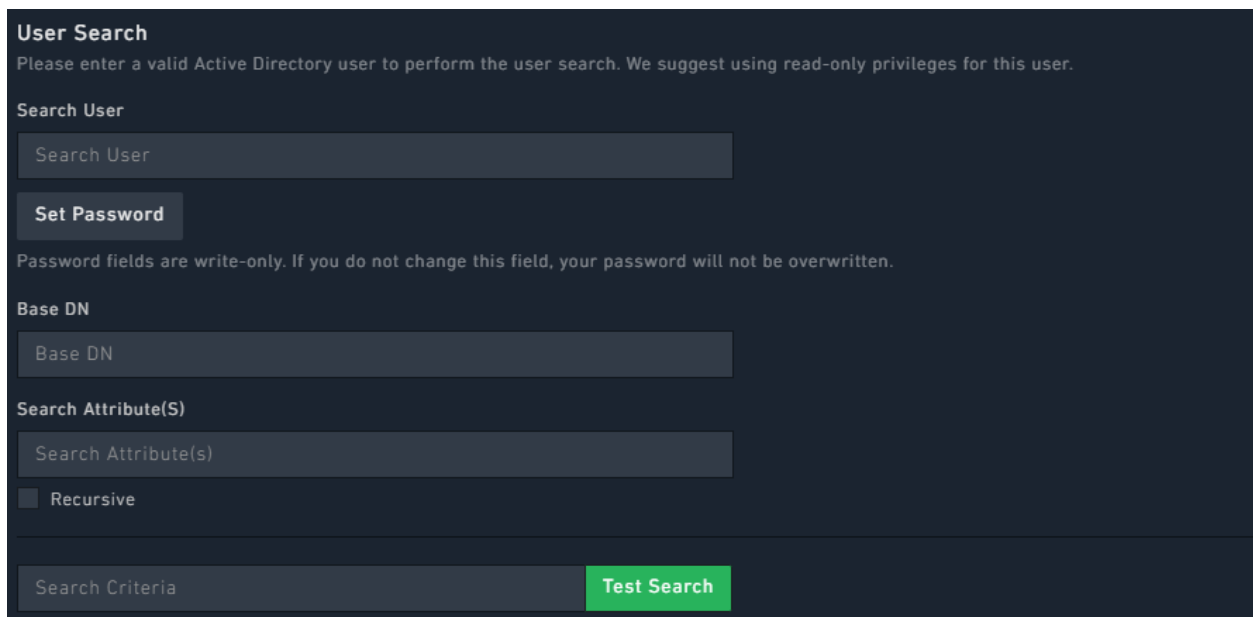 User Search
Please enter a valid Active Directory user to perform the user search. We suggest using read-only privileges for this user.
Search User
Search User
Set Password
Password fields are write-only. If you do not change this field, your password will not be overwritten.
Base DN
Base DN
Search Attribute(S)
Search Attribute(s)
Recursive
Search Criteria
Test Search